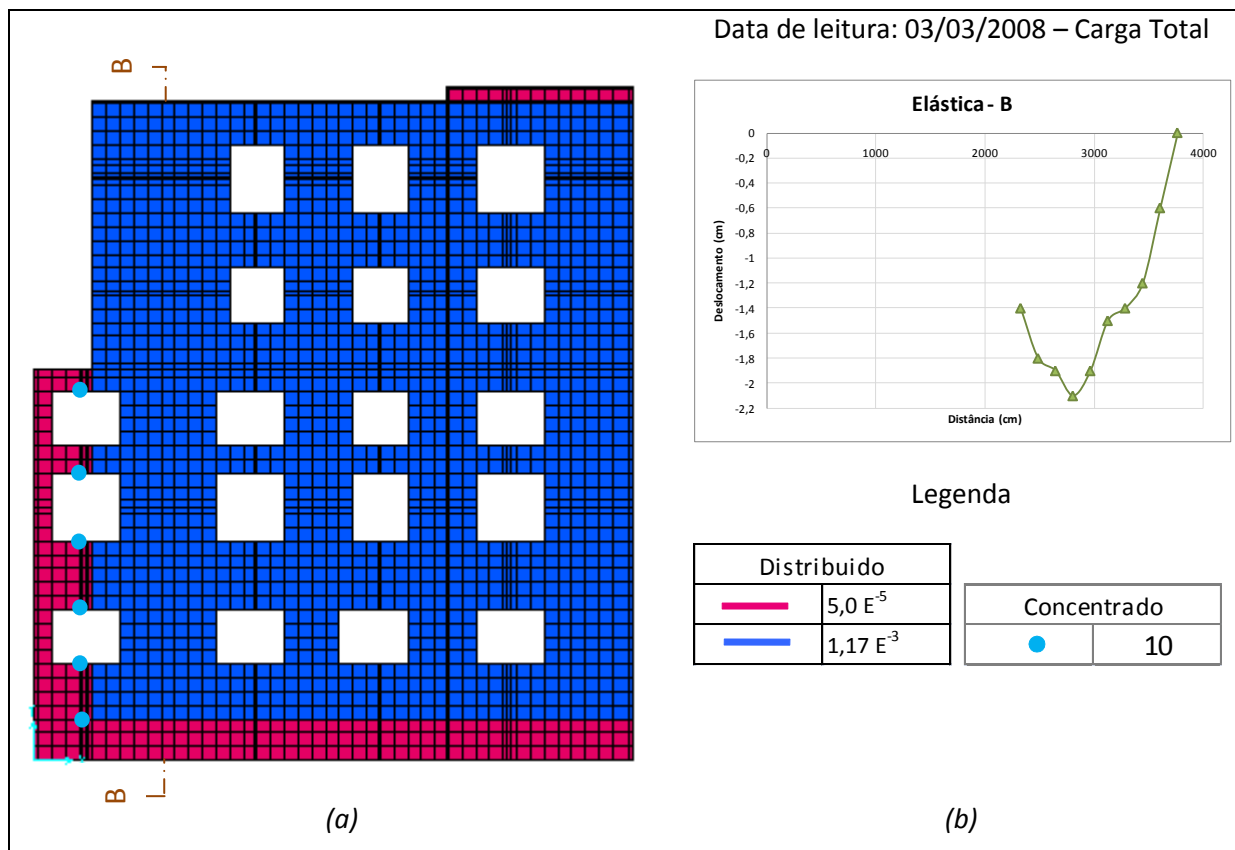 Data de leitura: 03/03/2008 – Carga Total
B
B
(a)
Elástica - B
0
-0,2
-0,4
-0,6
-0,8
-1
-1,2
-1,4
-1,6
-1,8
-2
-2,2
0 1000 2000 3000 4000
Deslocamento (cm)
Distância (cm)
Legenda
Distribuido
5,0 E-5
1,17 E-3
Concentrado
10
(b)